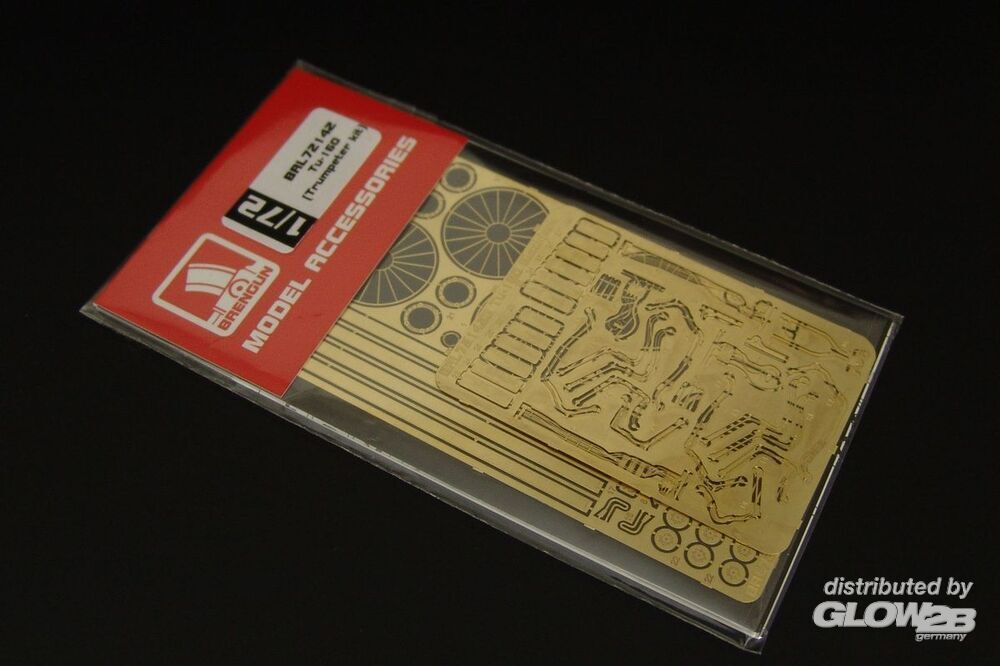 BRL72142
Tu-160
(Trumpeter kit)
1/72
BRENGUN
MODEL ACCESSORIES
distributed by
GLOW2B
germany